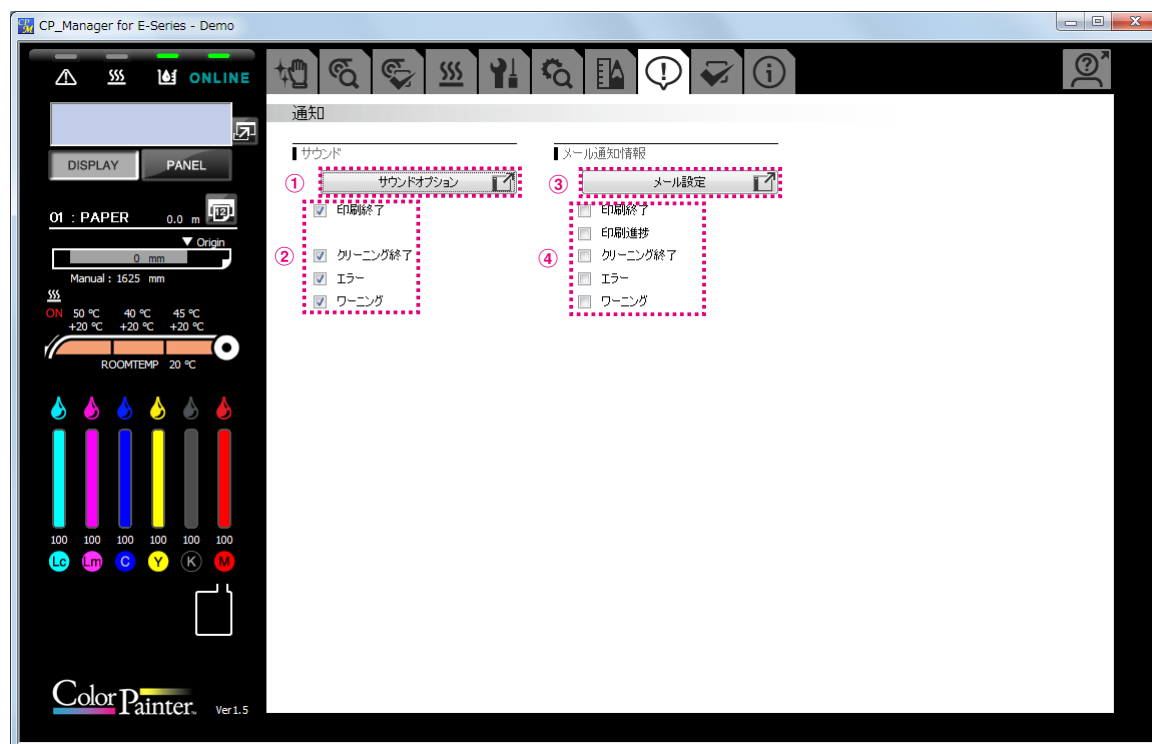 CP_Manager for E-Series - Demo
ONLINE
DISPLAY PANEL
01 : PAPER 0.0 m 12
Origin
0 mm
Manual : 1625 mm
ON 50 ℃ 40 ℃ 45 ℃
+20 ℃ +20 ℃ +20 ℃
ROOMTEMP 20 ℃
100 100 100 100 100 100
Lc Lm C Y K M
Color Painter. Ver1.5
通知
サウンド
① サウンドオプション
② 印刷終了
クリーニング終了
エラー
ワーニング
メール通知情報
③ メール設定
④ 印刷終了
印刷進捗
クリーニング終了
エラー
ワーニング